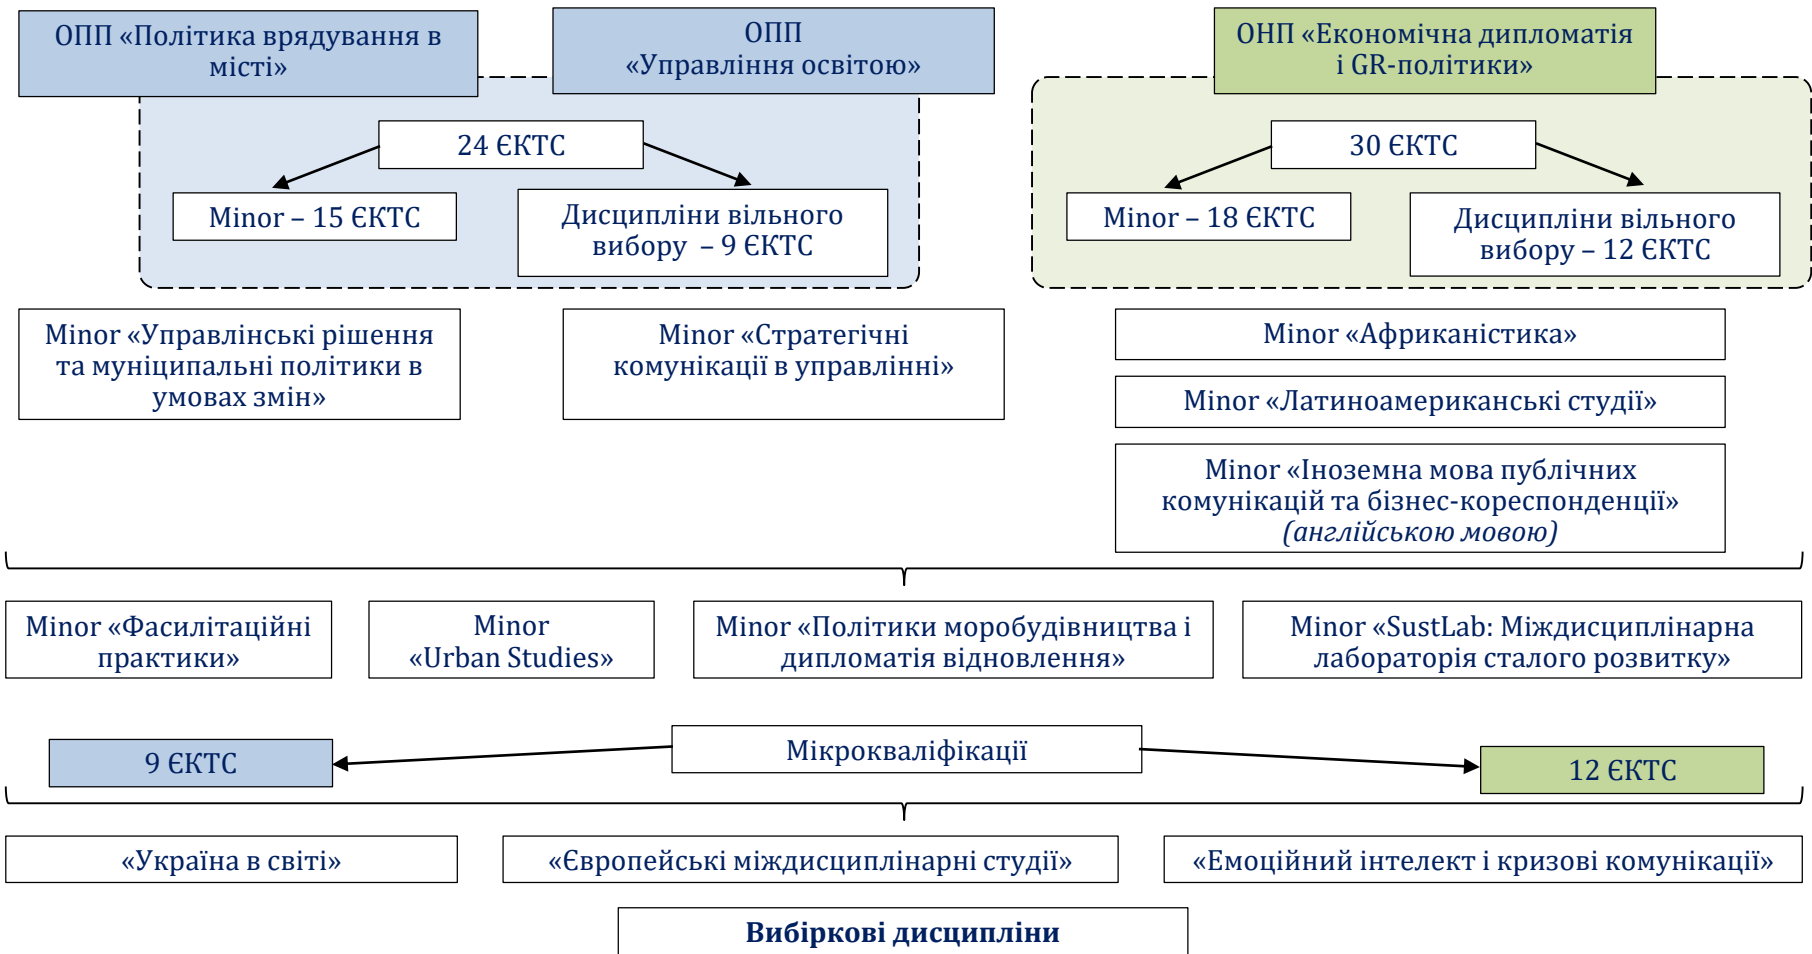 ОПП «Політика врядування в
місті»
ОПП
«Управління освітою»
ОНП «Економічна дипломатія
і GR-політики»
24 ЄКТС
30 ЄКТС
Minor – 15 ЄКТС
Дисципліни вільного
вибору – 9 ЄКТС
Minor – 18 ЄКТС
Дисципліни вільного
вибору – 12 ЄКТС
Minor «Управлінські рішення
та муніципальні політики в
умовах змін»
Minor «Стратегічні
комунікації в управлінні»
Minor «Африканістика»
Minor «Латиноамериканські студії»
Minor «Іноземна мова публічних
комунікацій та бізнес-кореспонденції»
(англійською мовою)
Minor «Фасилітаційні
практики»
Minor
«Urban Studies»
Minor «Політики моробудівництва і
дипломатія відновлення»
Minor «SustLab: Міждисциплінарна
лабораторія сталого розвитку»
Мікрокваліфікації
9 ЄКТС
12 ЄКТС
«Україна в світі»
«Європейські міждисциплінарні студії»
«Емоційний інтелект і кризові комунікації»
Вибіркові дисципліни